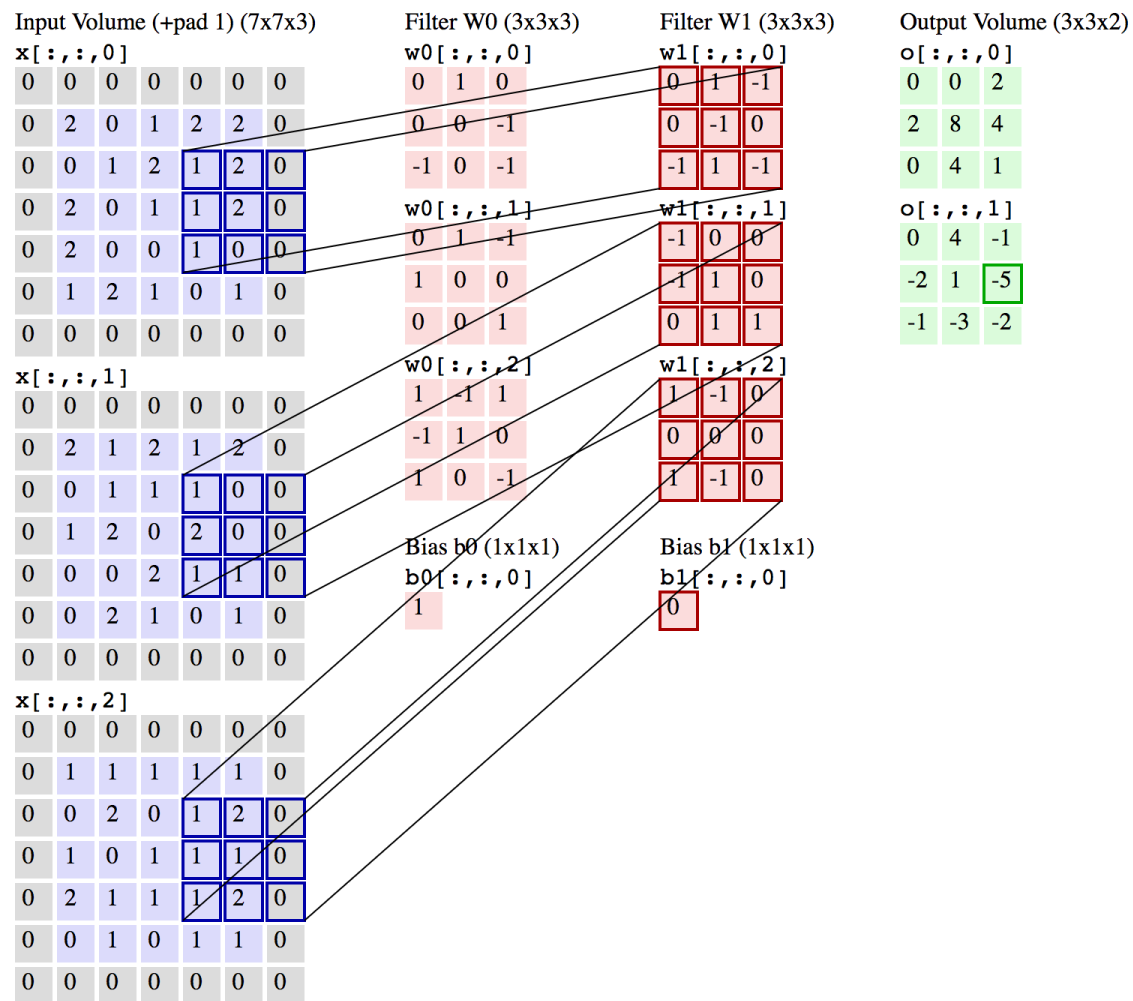 Input Volume (+pad 1) (7x7x3)
x[:,:,0]
0 0 0 0 0 0 0
0 2 0 1 2 2 0
0 0 1 2 1 2 0
0 2 0 1 1 2 0
0 2 0 0 1 0 0
0 1 2 1 0 1 0
0 0 0 0 0 0 0
x[:,:,1]
0 0 0 0 0 0 0
0 2 1 2 1 2 0
0 0 1 1 1 0 0
0 1 2 0 2 0 0
0 0 0 2 1 1 0
0 0 2 1 0 1 0
0 0 0 0 0 0 0
x[:,:,2]
0 0 0 0 0 0 0
0 1 1 1 1 1 0
0 0 2 0 1 2 0
0 1 0 1 1 1 0
0 2 1 1 1 2 0
0 0 1 0 1 1 0
0 0 0 0 0 0 0
Filter W0 (3x3x3)
w0[:,:,0]
0 1 0
0 0 -1
-1 0 -1
w0[:,:,1]
0 1 -1
1 0 0
0 0 1
w0[:,:,2]
1 -1 1
-1 1 0
1 0 -1
Bias b0 (1x1x1)
b0[:,:,0]
1
Filter W1 (3x3x3)
w1[:,:,0]
0 1 -1
0 -1 0
-1 1 -1
w1[:,:,1]
-1 0 0
-1 1 0
0 1 1
w1[:,:,2]
1 -1 0
0 0 0
1 -1 0
Bias b1 (1x1x1)
b1[:,:,0]
0
Output Volume (3x3x2)
o[:,:,0]
0 0 2
2 8 4
0 4 1
o[:,:,1]
0 4 -1
-2 1 -5
-1 -3 -2